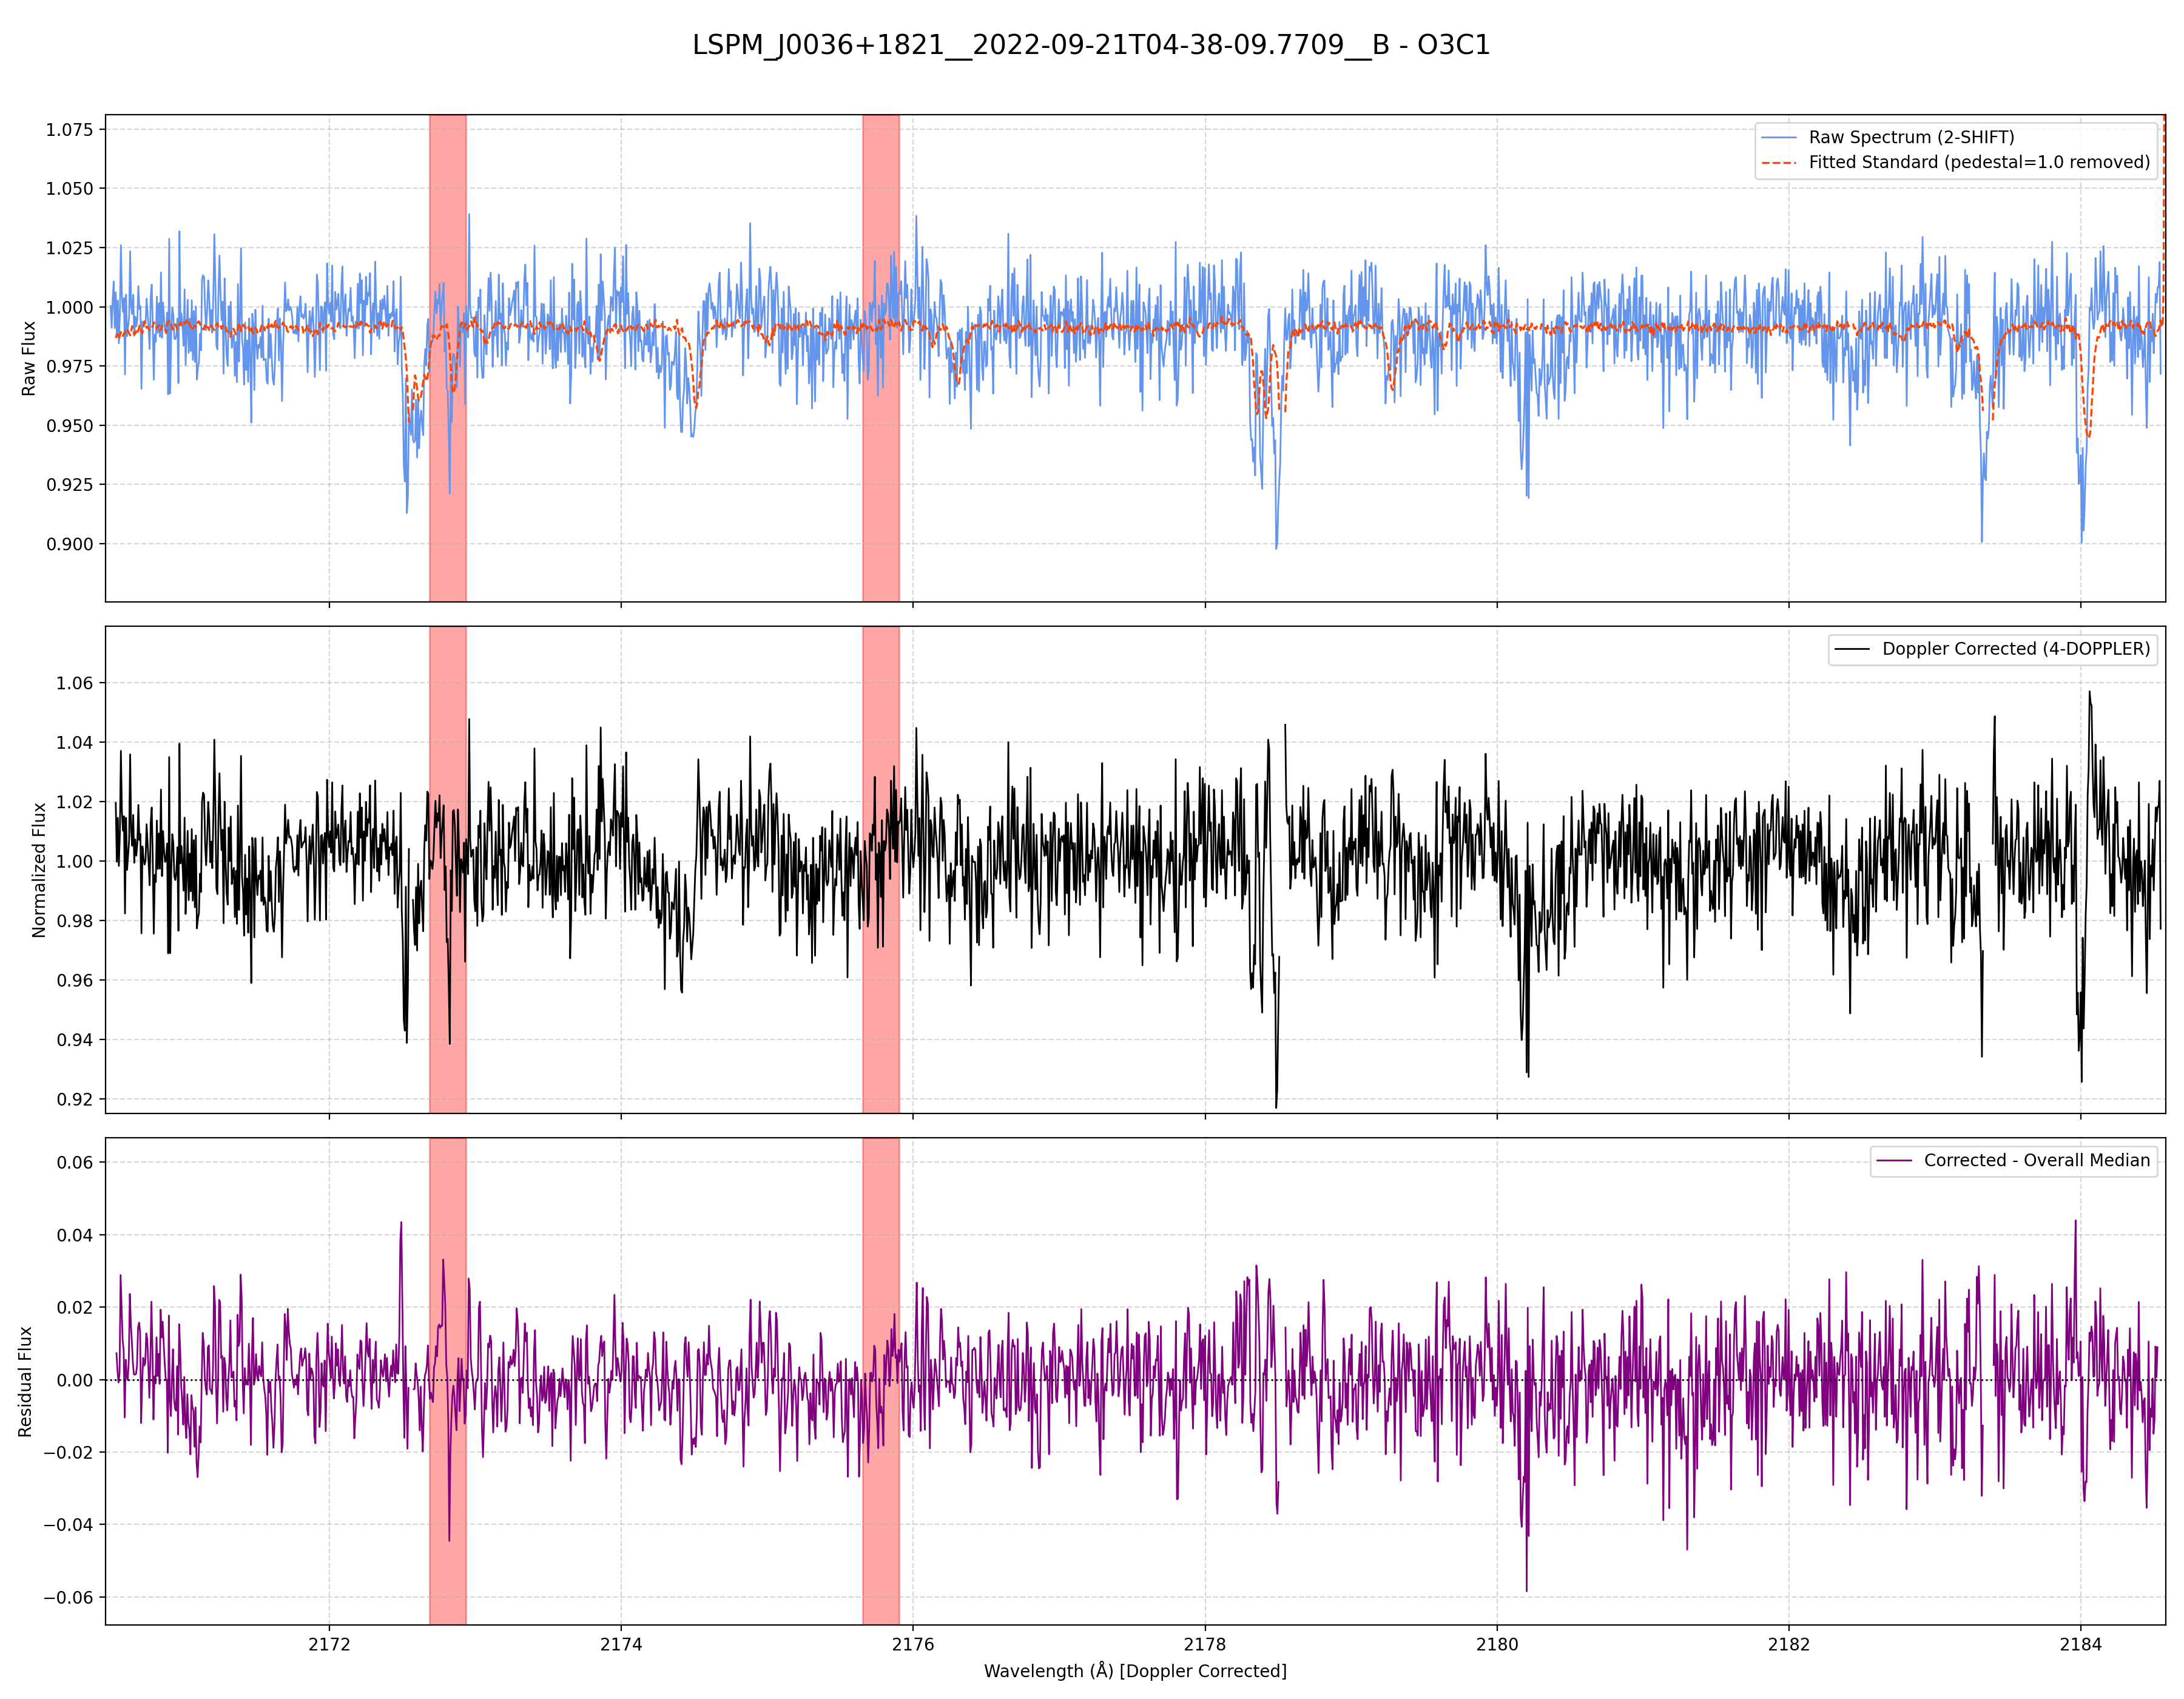 LSPM_J0036+1821__2022-09-21T04-38-09.7709__B - O3C1
Raw Spectrum (2-SHIFT)
Fitted Standard (pedestal=1.0 removed)
1.075
1.050
1.025
1.000
0.975
0.950
0.925
0.900
Raw Flux
Doppler Corrected (4-DOPPLER)
1.06
1.04
1.02
1.00
0.98
0.96
0.94
0.92
Normalized Flux
Corrected - Overall Median
0.06
0.04
0.02
0.00
−0.02
−0.04
−0.06
Residual Flux
2172 2174 2176 2178 2180 2182 2184
Wavelength (Å) [Doppler Corrected]